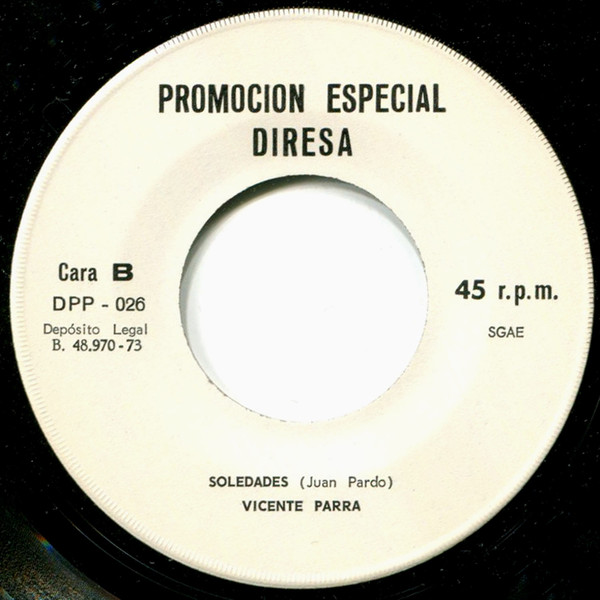 PROMOCION ESPECIAL
DIRESA
Cara B
DPP - 026
Depósito Legal
B. 48.970-73
45 r.p.m.
SGAE
SOLEDADES (Juan Pardo)
VICENTE PARRA